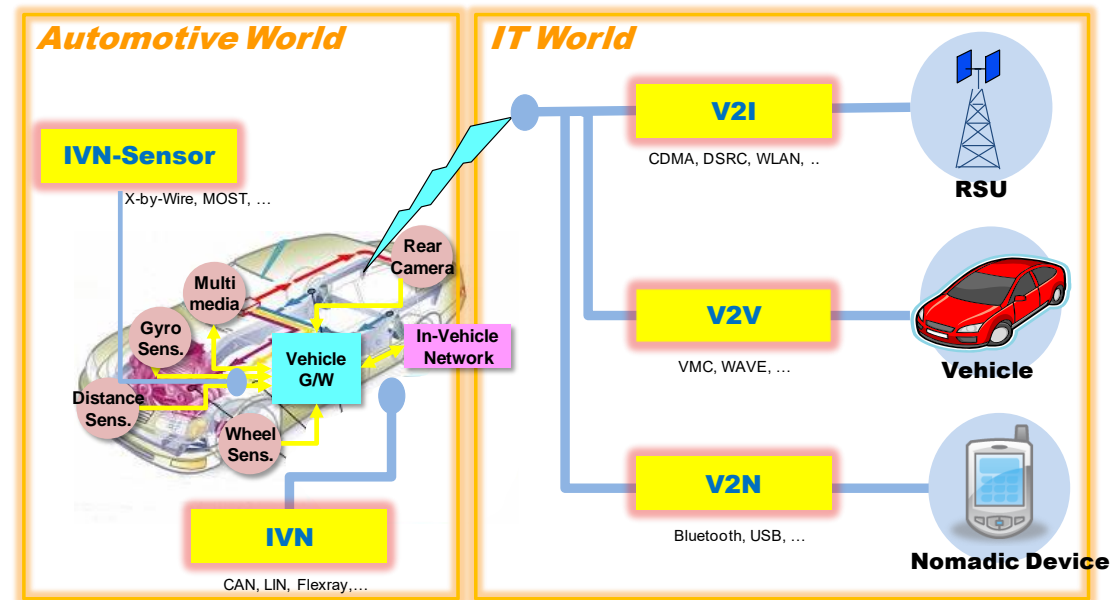 Automotive World
IVN-Sensor
X-by-Wire, MOST, …
Rear
Camera
Multi
media
Gyro
Sens.
Vehicle
G/W
In-Vehicle
Network
Distance
Sens.
Wheel
Sens.
IVN
CAN, LIN, Flexray,…
IT World
V2I
CDMA, DSRC, WLAN, ..
RSU
V2V
VMC, WAVE, …
Vehicle
V2N
Bluetooth, USB, …
Nomadic Device